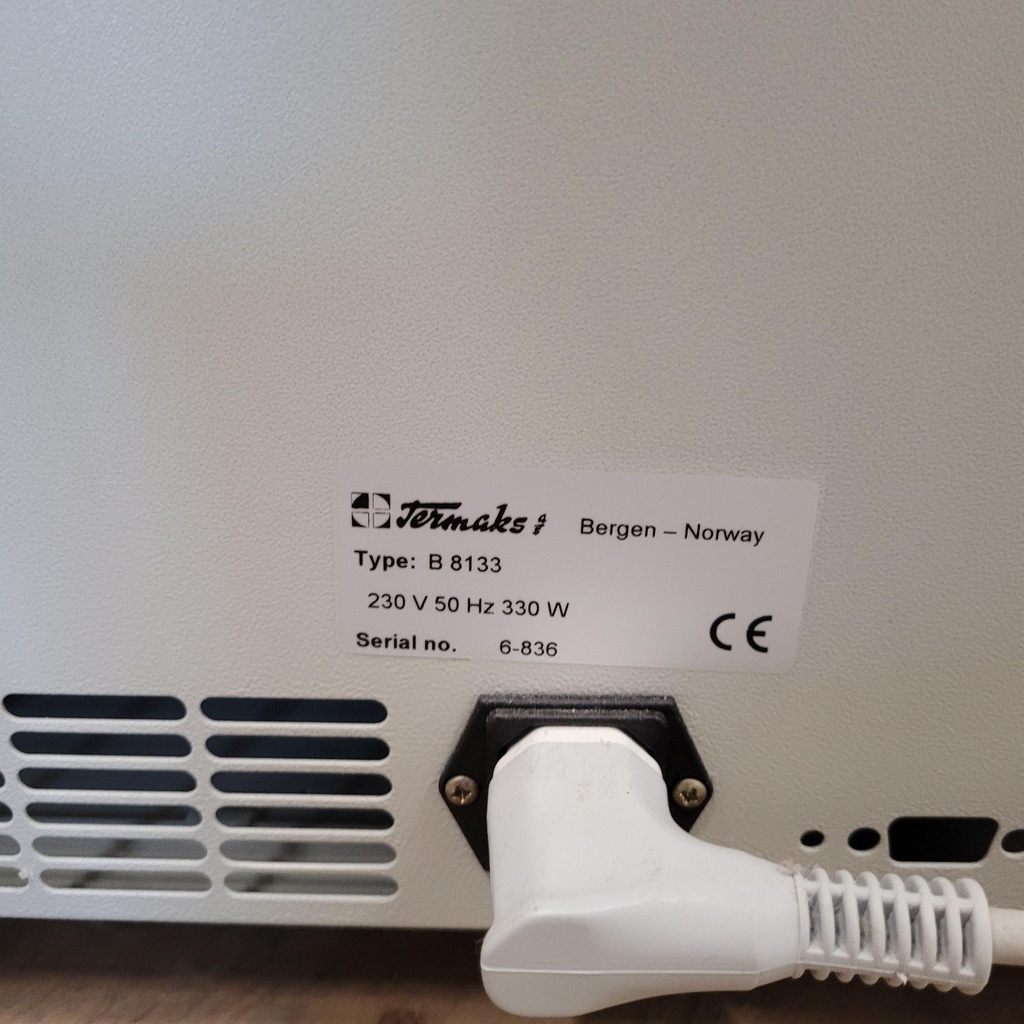 Termaks a/s Bergen – Norway
Type: B 8133
230 V 50 Hz 330 W
Serial no. 6-836
CE